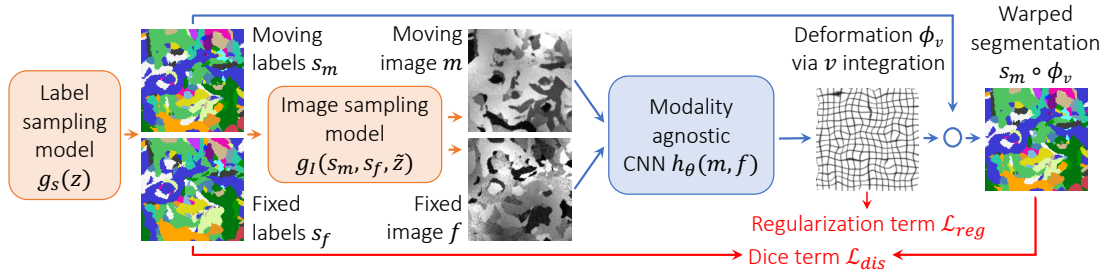 Label
sampling
model
g_s(z)
Moving
labels s_m
Fixed
labels s_f
Image sampling
model
g_I(s_m, s_f, z̃)
Moving
image m
Fixed
image f
Modality
agnostic
CNN h_θ(m, f)
Deformation ϕ_v
via v integration
Warped
segmentation
s_m ∘ ϕ_v
Regularization term ℒ_reg
Dice term ℒ_dis